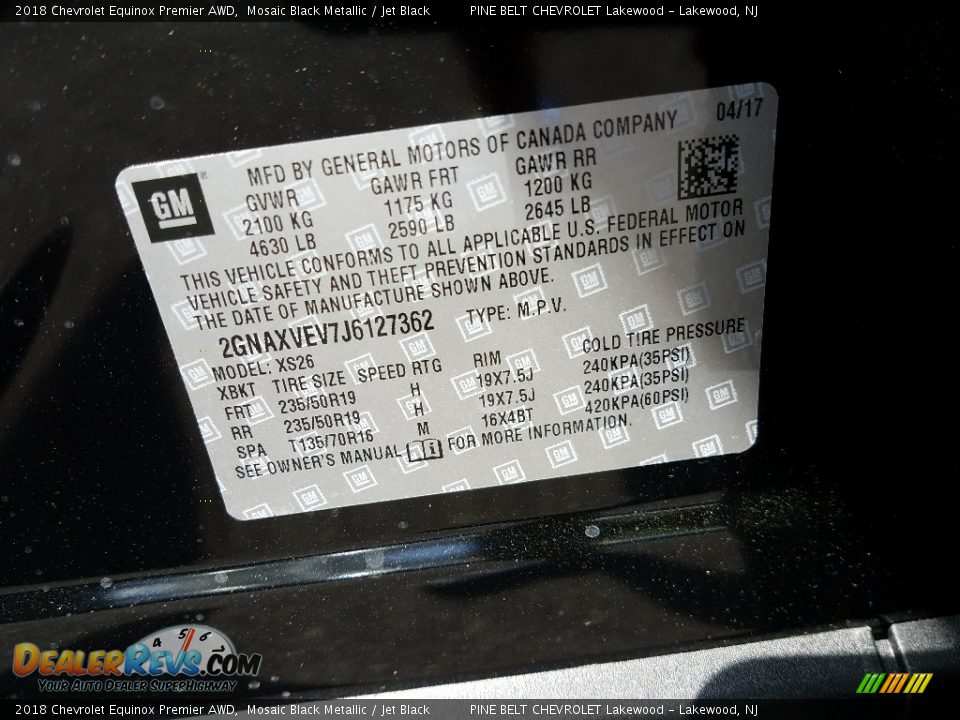 2018 Chevrolet Equinox Premier AWD, Mosaic Black Metallic / Jet Black PINE BELT CHEVROLET Lakewood - Lakewood, NJ
04/17
GM
MFD BY GENERAL MOTORS OF CANADA COMPANY
GVWR GAWR FRT GAWR RR
2100 KG 1175 KG 1200 KG
4630 LB 2590 LB 2645 LB
THIS VEHICLE CONFORMS TO ALL APPLICABLE U.S. FEDERAL MOTOR
VEHICLE SAFETY AND THEFT PREVENTION STANDARDS IN EFFECT ON
THE DATE OF MANUFACTURE SHOWN ABOVE.
2GNAXVEV7J6127362 TYPE: M.P.V.
MODEL: XS26
XBKT TIRE SIZE SPEED RTG RIM COLD TIRE PRESSURE
FRT 235/50R19 H 19X7.5J 240KPA(35PSI)
RR 235/50R19 H 19X7.5J 240KPA(35PSI)
SPA T135/70R16 M 16X4BT 420KPA(60PSI)
SEE OWNER'S MANUAL i FOR MORE INFORMATION.
4 5 6
DEALERREVS.COM
Your Auto Dealer SuperHighway
2018 Chevrolet Equinox Premier AWD, Mosaic Black Metallic / Jet Black PINE BELT CHEVROLET Lakewood - Lakewood, NJ